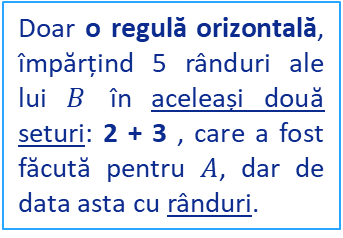 Doar o regulă orizontală,
împărțind 5 rânduri ale
lui B în aceleași două
seturi: 2 + 3 , care a fost
făcută pentru A, dar de
data asta cu rânduri.